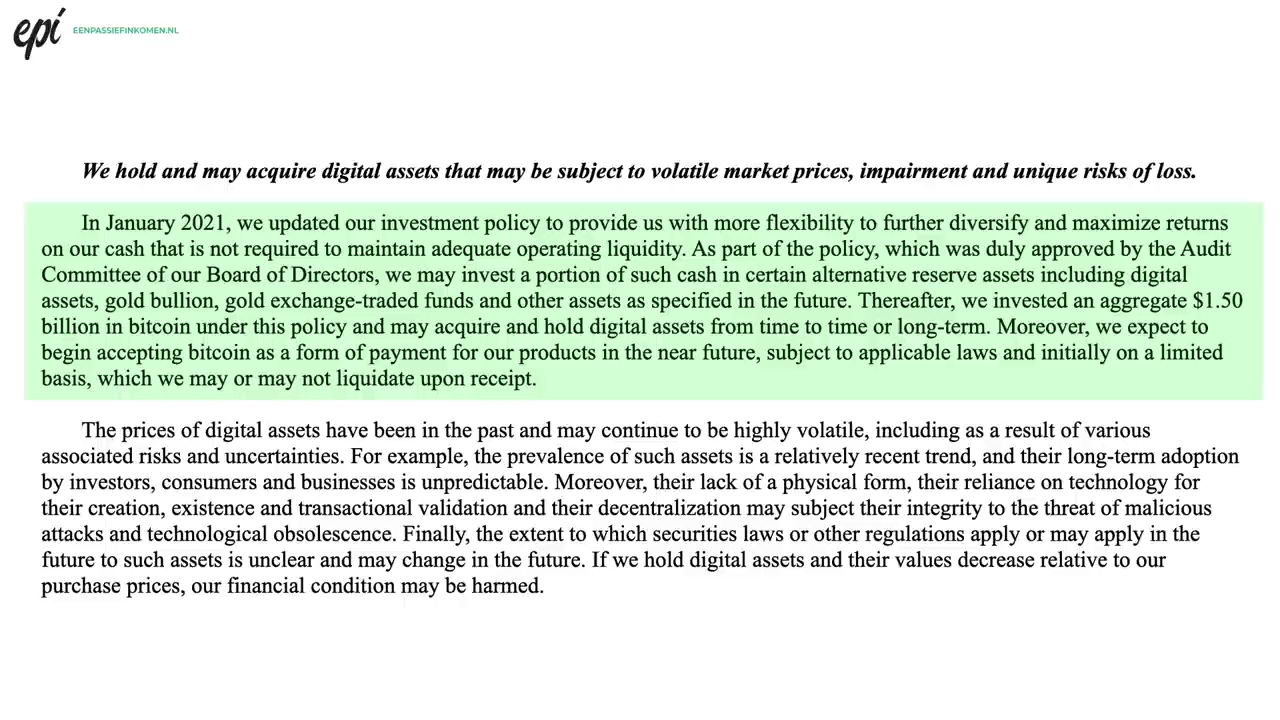 epi EENPASSIEFINKOMEN.NL
We hold and may acquire digital assets that may be subject to volatile market prices, impairment and unique risks of loss.
In January 2021, we updated our investment policy to provide us with more flexibility to further diversify and maximize returns
on our cash that is not required to maintain adequate operating liquidity. As part of the policy, which was duly approved by the Audit
Committee of our Board of Directors, we may invest a portion of such cash in certain alternative reserve assets including digital
assets, gold bullion, gold exchange-traded funds and other assets as specified in the future. Thereafter, we invested an aggregate $1.50
billion in bitcoin under this policy and may acquire and hold digital assets from time to time or long-term. Moreover, we expect to
begin accepting bitcoin as a form of payment for our products in the near future, subject to applicable laws and initially on a limited
basis, which we may or may not liquidate upon receipt.
The prices of digital assets have been in the past and may continue to be highly volatile, including as a result of various
associated risks and uncertainties. For example, the prevalence of such assets is a relatively recent trend, and their long-term adoption
by investors, consumers and businesses is unpredictable. Moreover, their lack of a physical form, their reliance on technology for
their creation, existence and transactional validation and their decentralization may subject their integrity to the threat of malicious
attacks and technological obsolescence. Finally, the extent to which securities laws or other regulations apply or may apply in the
future to such assets is unclear and may change in the future. If we hold digital assets and their values decrease relative to our
purchase prices, our financial condition may be harmed.